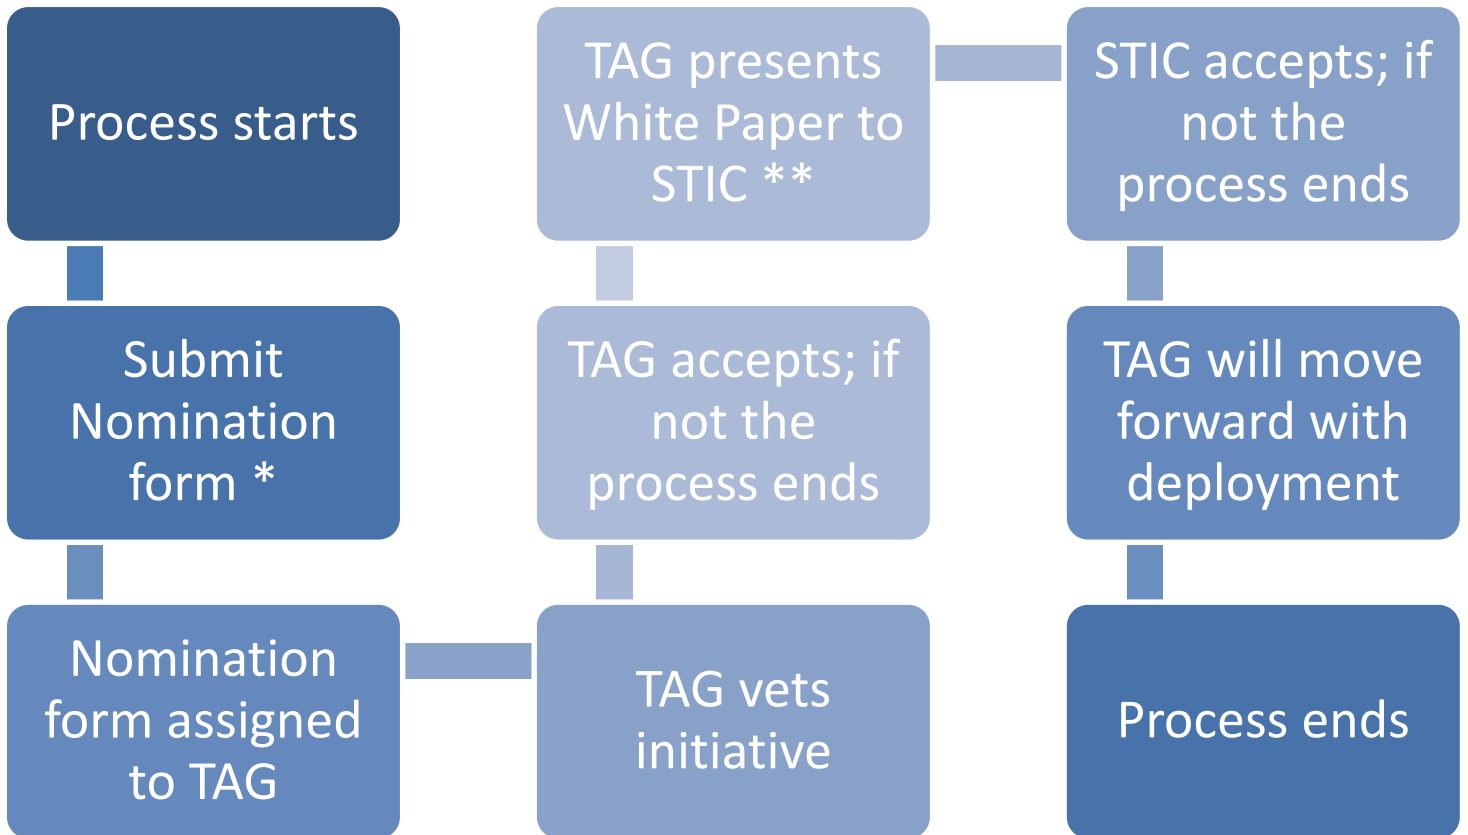 Process starts
Submit
Nomination
form *
Nomination
form assigned
to TAG
TAG vets
initiative
TAG accepts; if
not the
process ends
TAG presents
White Paper to
STIC **
STIC accepts; if
not the
process ends
TAG will move
forward with
deployment
Process ends